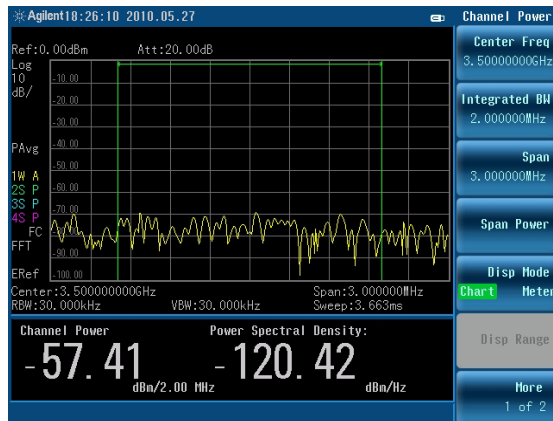 Agilent 18:26:10 2010.05.27
Channel Power
Ref:0.00dBm Att:20.00dB
Log
10
dB/
-10.00
-20.00
-30.00
-40.00
-50.00
-60.00
-70.00
-80.00
-90.00
-100.00
PAvg
1W A
2S P
3S P
4S P
FC
FFT
ERef
Center:3.500000000GHz Span:3.000000MHz
RBW:30.000kHz VBW:30.000kHz Sweep:3.663ms
Channel Power Power Spectral Density:
-57.41 -120.42
dBm/2.00 MHz dBm/Hz
Center Freq
3.50000000GHz
Integrated BW
2.000000MHz
Span
3.000000MHz
Span Power
Disp Mode
Chart Meter
Disp Range
More
1 of 2